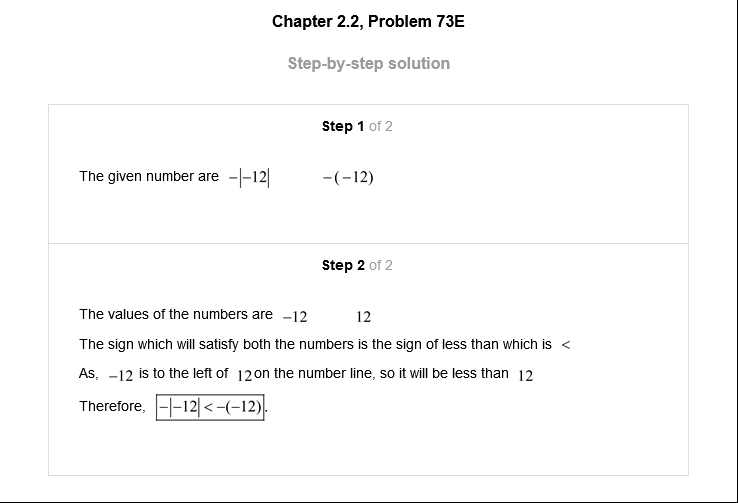 Chapter 2.2, Problem 73E
Step-by-step solution
Step 1 of 2
The given number are −|−12| −(−12)
Step 2 of 2
The values of the numbers are −12 12
The sign which will satisfy both the numbers is the sign of less than which is <
As, −12 is to the left of 12 on the number line, so it will be less than 12
Therefore, −|−12| < −(−12).